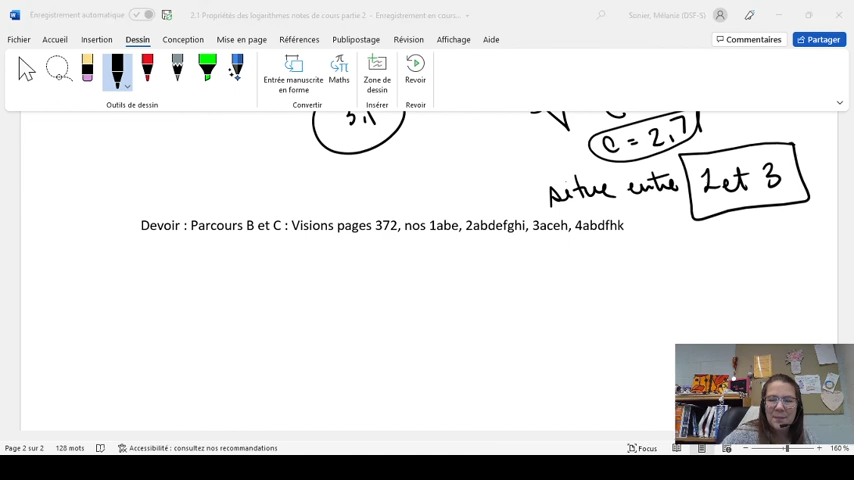 Enregistrement automatique
2.1 Propriétés des logarithmes notes de cours partie 2 – Enregistrement en cours...
Sonier, Mélanie (DSF-S)
Fichier Accueil Insertion Dessin Conception Mise en page Références Publipostage Révision Affichage Aide
Commentaires Partager
Entrée manuscrite en forme Maths Zone de dessin Revoir
Outils de dessin Convertir Insérer Revoir
3,1
e = 2,7
situe entre 2 et 3
Devoir : Parcours B et C : Visions pages 372, nos 1abe, 2abdefghi, 3aceh, 4abdfhk
Page 2 sur 2 128 mots Accessibilité : consultez nos recommandations Focus 160 %